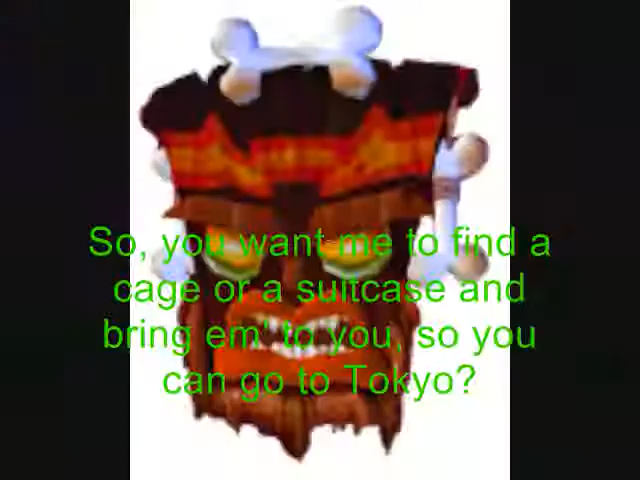 So, you want me to find a
cage or a suitcase and
bring em' to you, so you
can go to Tokyo?